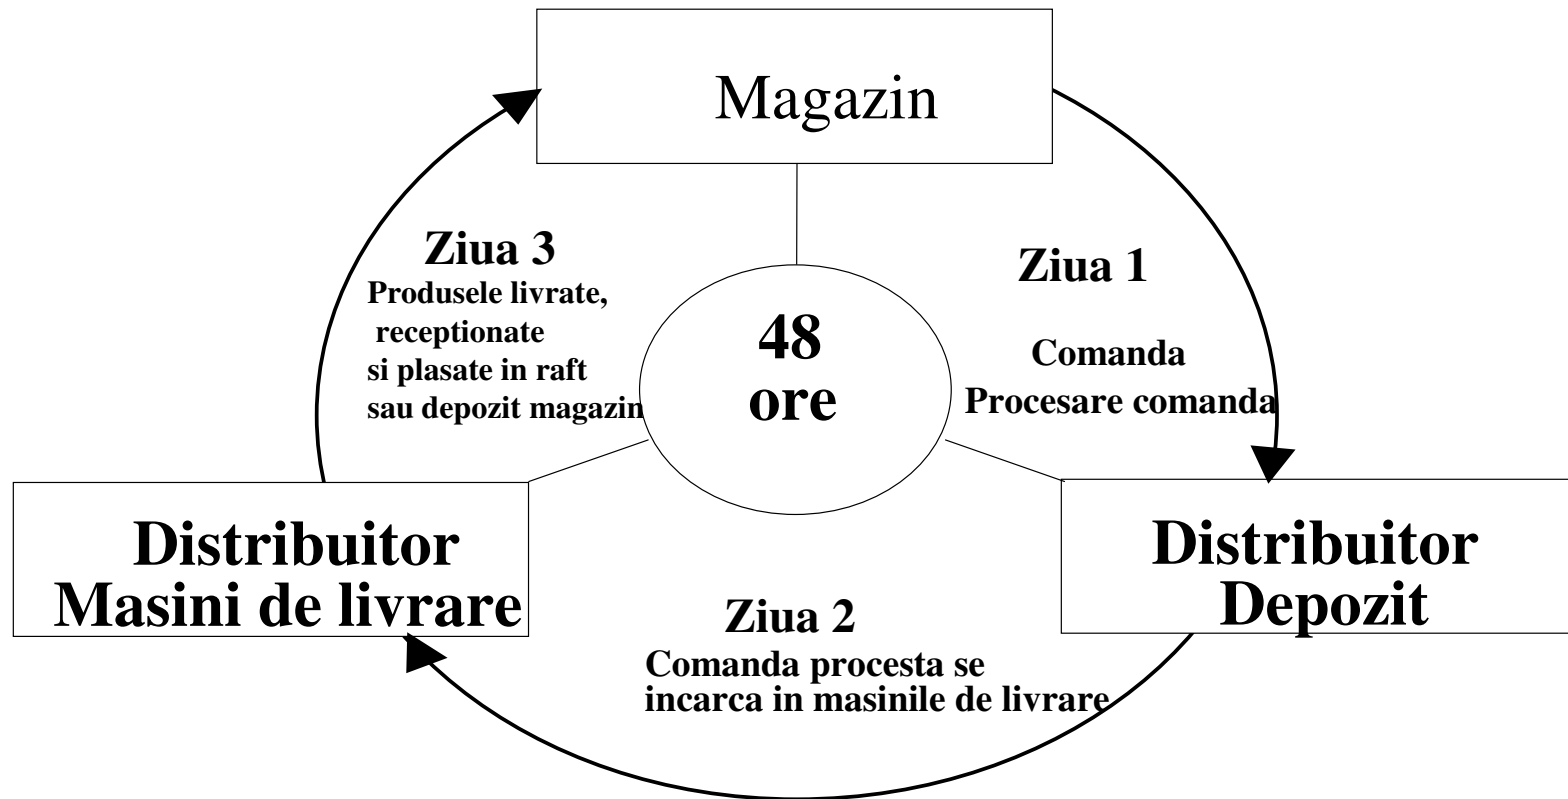 Magazin
Ziua 3
Produsele livrate,
receptionate
si plasate in raft
sau depozit magazin
Ziua 1
Comanda
Procesare comanda
48
ore
Distribuitor
Masini de livrare
Distribuitor
Depozit
Ziua 2
Comanda procesta se
incarca in masinile de livrare